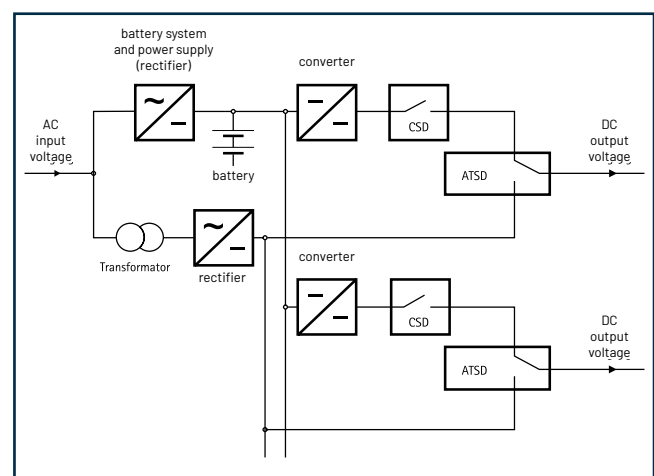 battery system
and power supply
(rectifier)
converter
AC
input
voltage
CSD
DC
output
voltage
battery
ATSD
Transformator
rectifier
converter
CSD
DC
output
voltage
ATSD